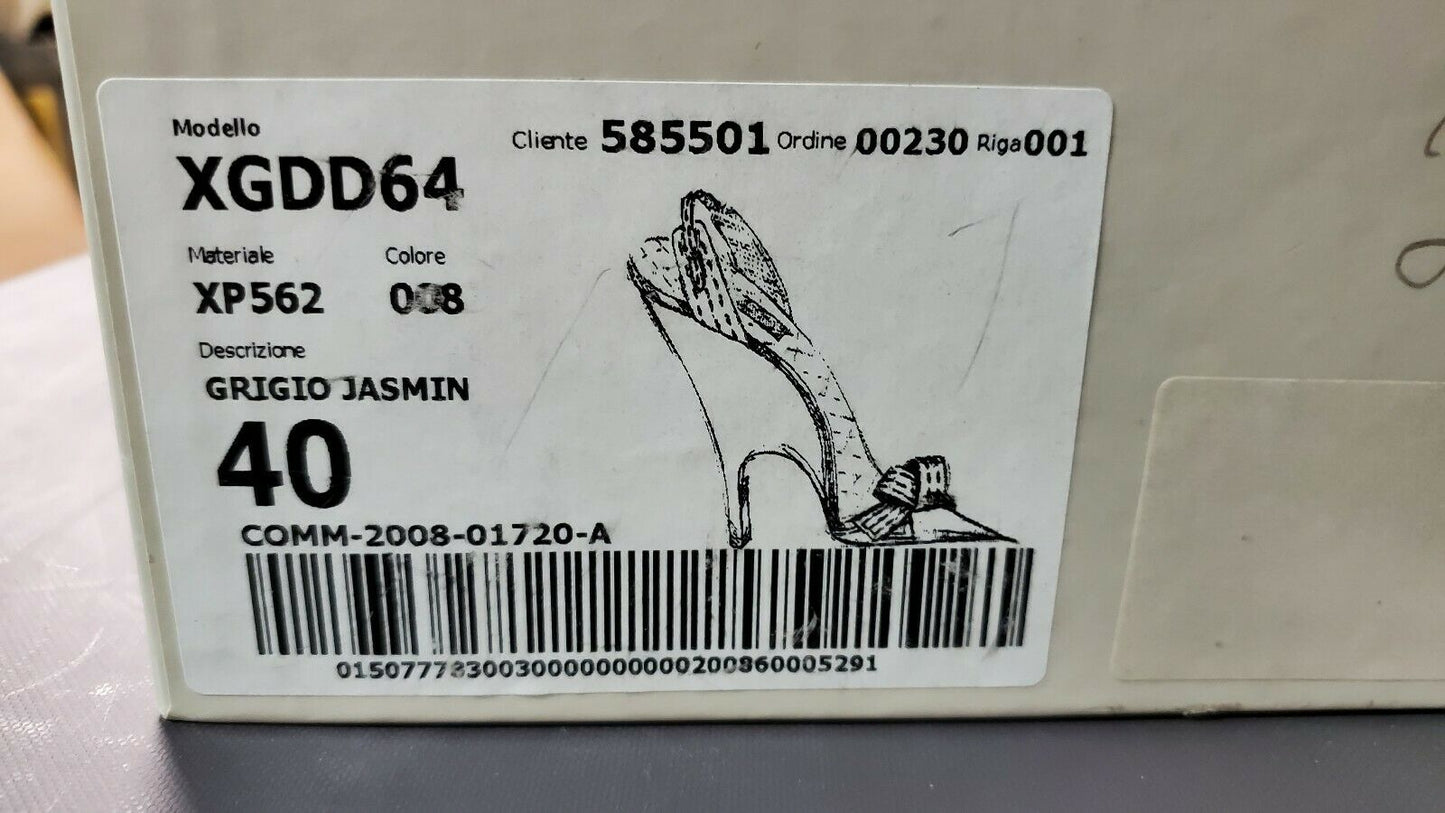 Modello
XGDD64
Cliente 585501 Ordine 00230 Riga 001
Materiale Colore
XP562 008
Descrizione
GRIGIO JASMIN
40
COMM-2008-01720-A